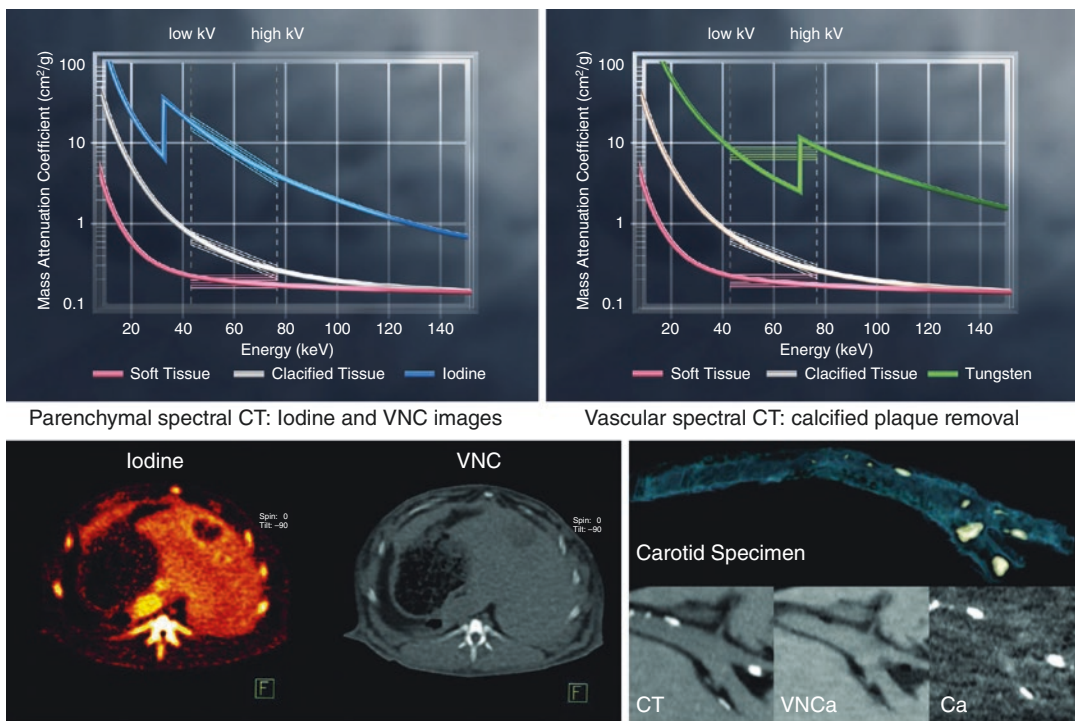 low kV high kV
Mass Attenuation Coefficient (cm²/g)
100
10
1
0.1
20 40 60 80 100 120 140
Energy (keV)
Soft Tissue Clacified Tissue Iodine
low kV high kV
Mass Attenuation Coefficient (cm²/g)
100
10
1
0.1
20 40 60 80 100 120 140
Energy (keV)
Soft Tissue Clacified Tissue Tungsten
Parenchymal spectral CT: Iodine and VNC images
Vascular spectral CT: calcified plaque removal
Iodine
Spin: 0
Tilt: –90
F
VNC
Spin: 0
Tilt: –90
F
Carotid Specimen
CT
VNCa
Ca